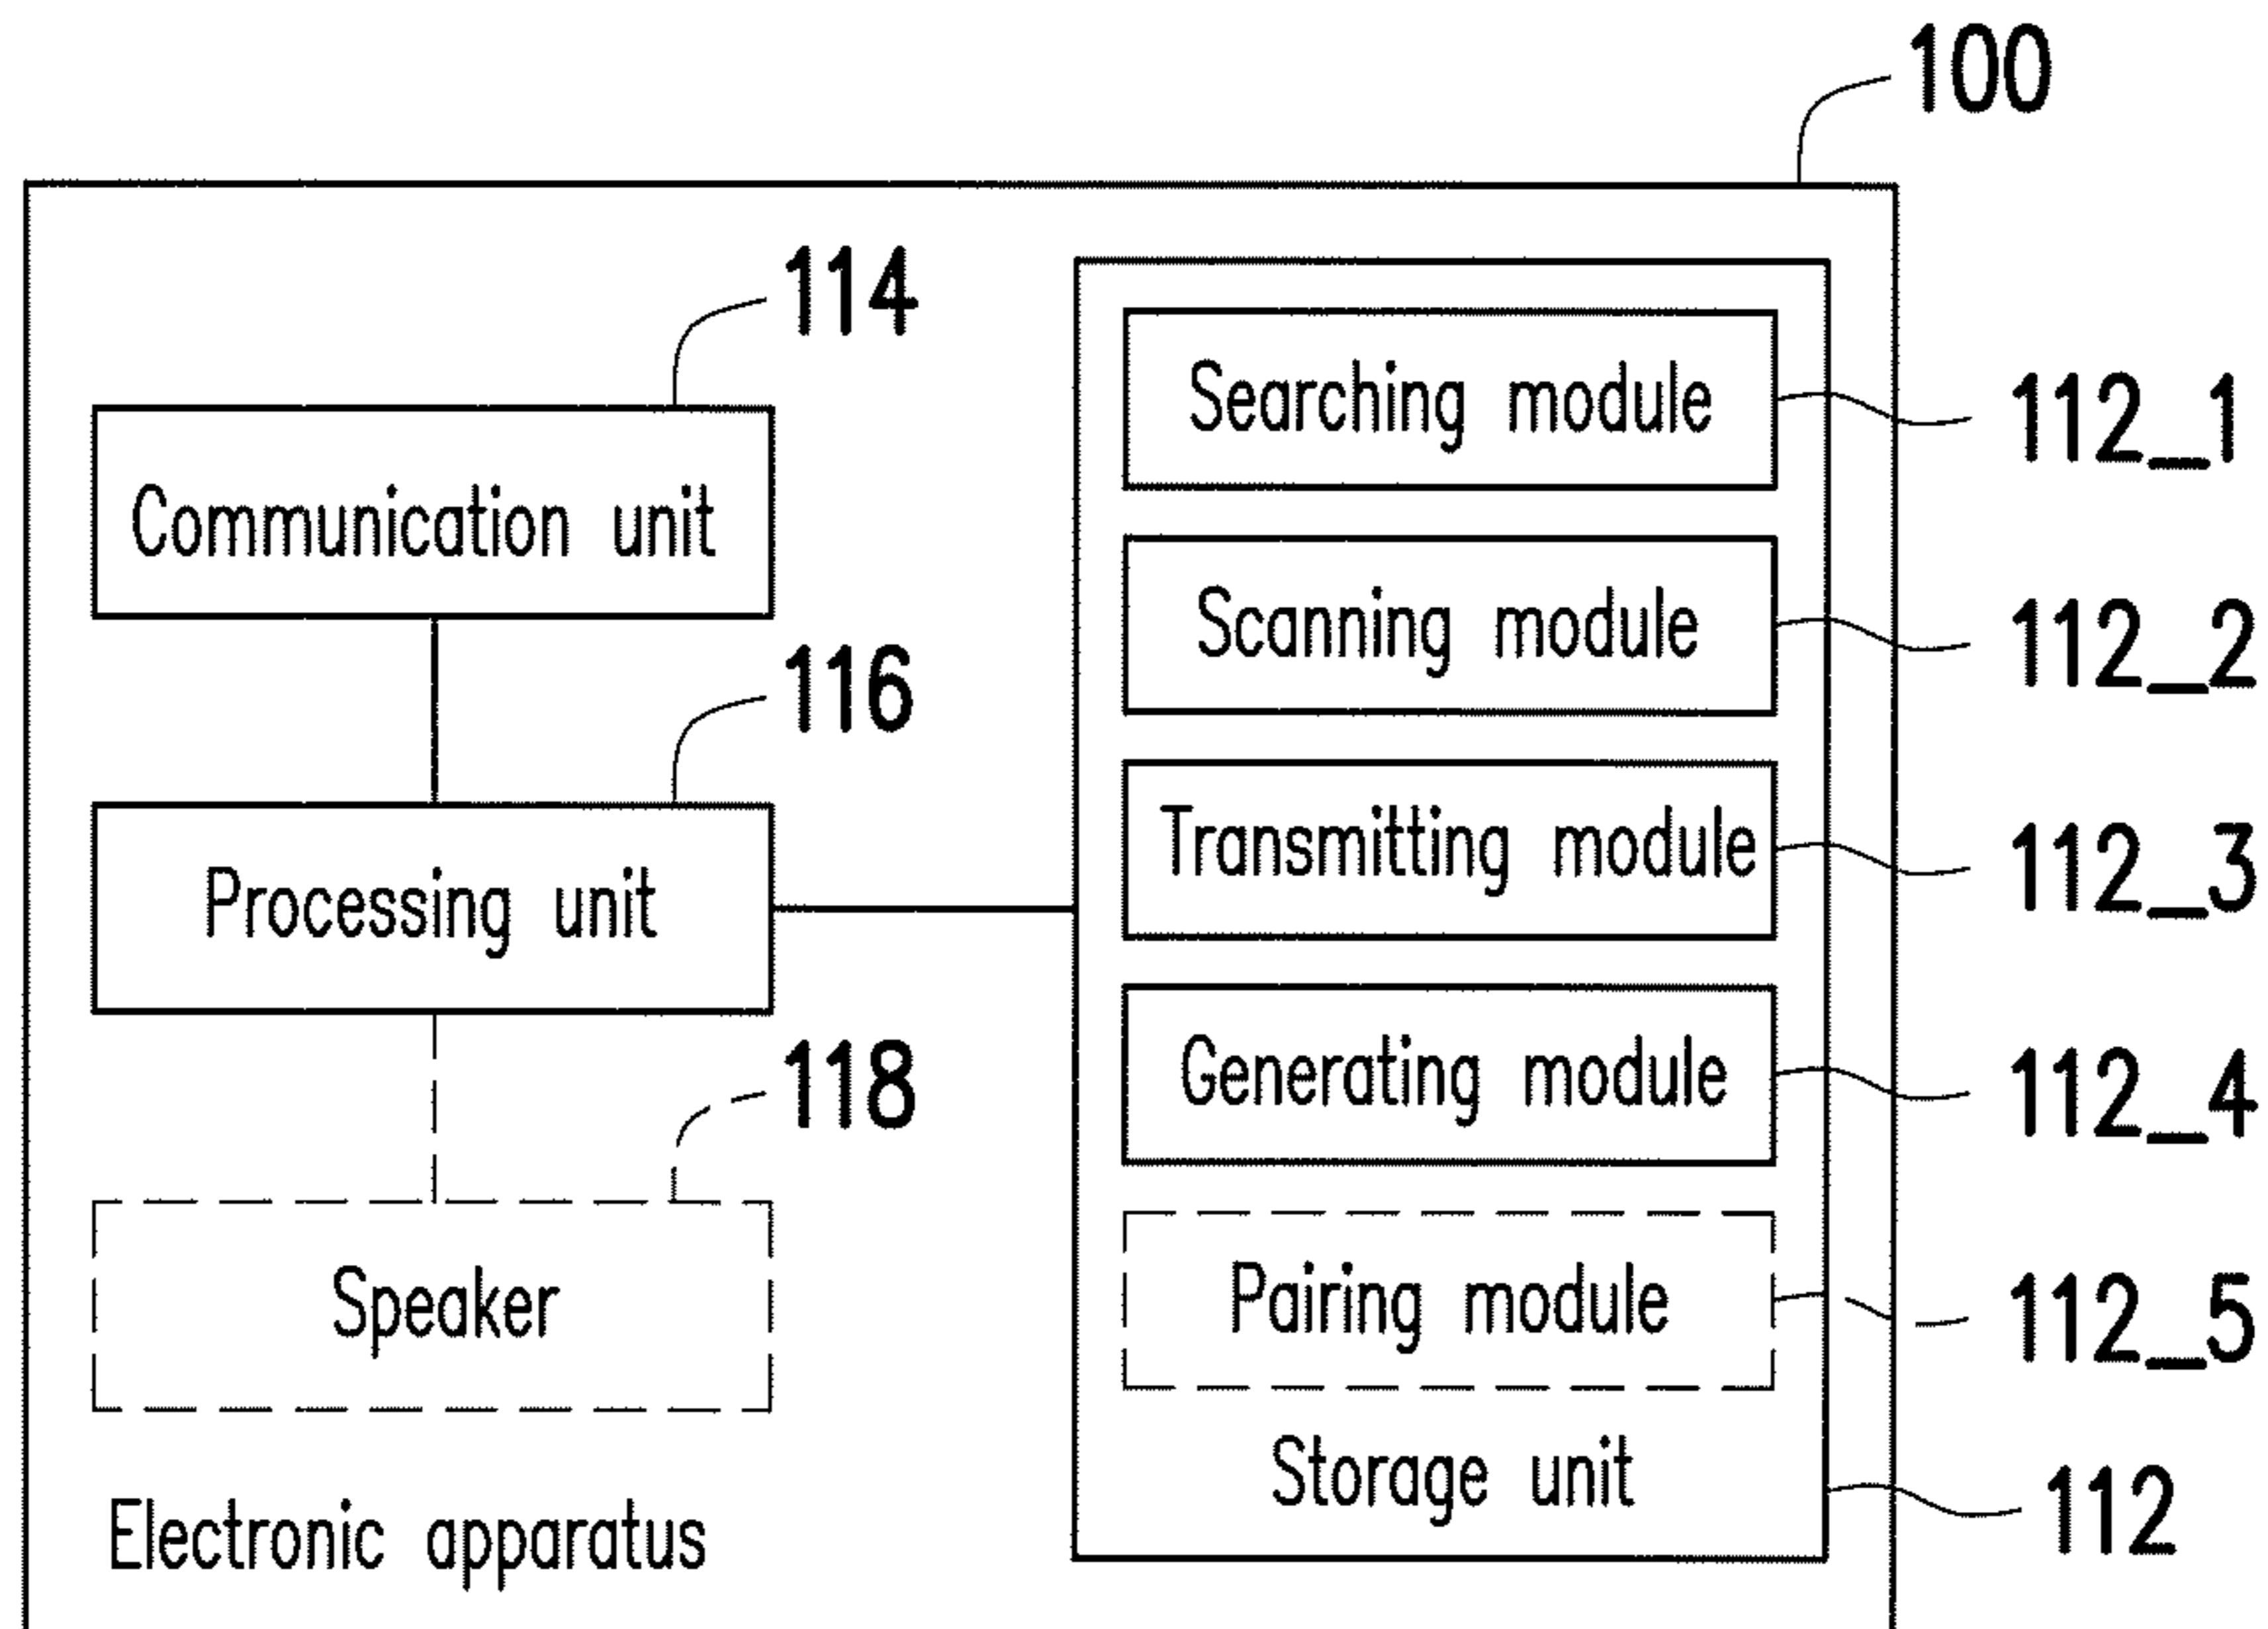 100
114
Communication unit
116
Processing unit
118
Speaker
Electronic apparatus
Searching module
112_1
Scanning module
112_2
Transmitting module
112_3
Generating module
112_4
Pairing module
112_5
Storage unit
112